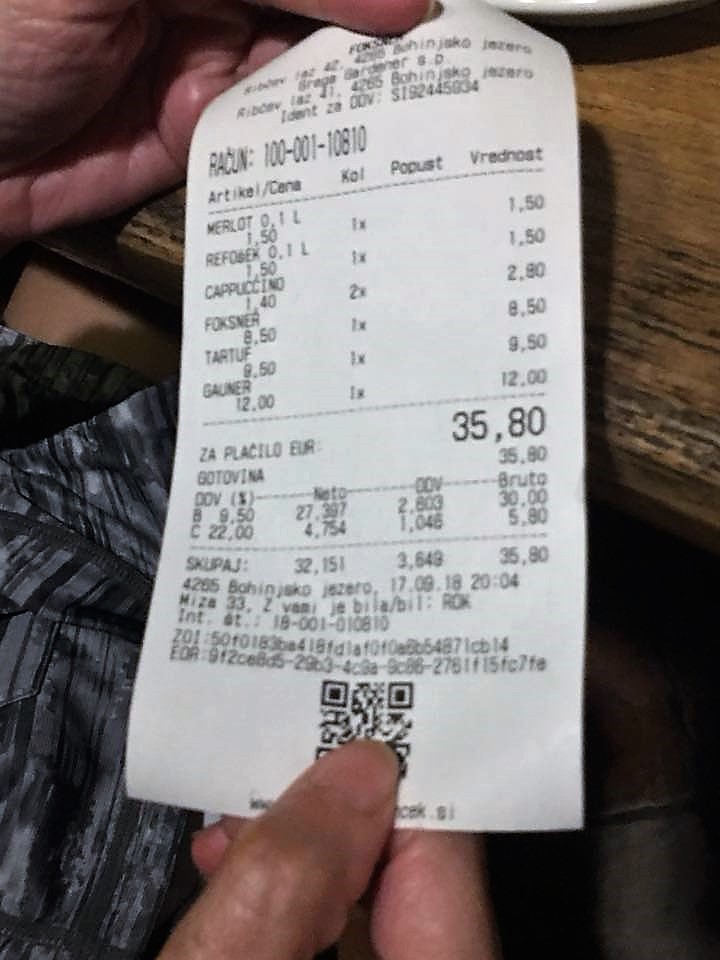 FOKSNER
Ribčev laz 42, 4265 Bohinjsko jezero
Grega Gardener s.p.
Ribčev laz 41, 4265 Bohinjsko jezero
Ident za DDV: SI92445934
RAČUN: 100-001-10810
Artikel/Cena Kol Popust Vrednost
MERLOT 0,1 L 1x 1,50
1,50
REFOŠEK 0,1 L 1x 1,50
1,50
CAPPUCCINO 2x 2,80
1,40
FOKSNER 1x 8,50
8,50
TARTUF 1x 9,50
9,50
GAUNER 1x 12,00
12,00
ZA PLAČILO EUR: 35,80
GOTOVINA 35,80
DDV (%) Neto DDV Bruto
B 9,50 27,397 2,603 30,00
C 22,00 4,754 1,046 5,80
SKUPAJ: 32,151 3,649 35,80
4265 Bohinjsko jezero, 17.09.18 20:04
Miza 33, Z vami je bila/bil: ROK
Int. št.: 18-001-010810
ZOI:50f0183ba418fd1af0f0a6b54871cb14
EOR:9f2ce8d5-29b3-4c9a-9c86-2761f15fc7fe